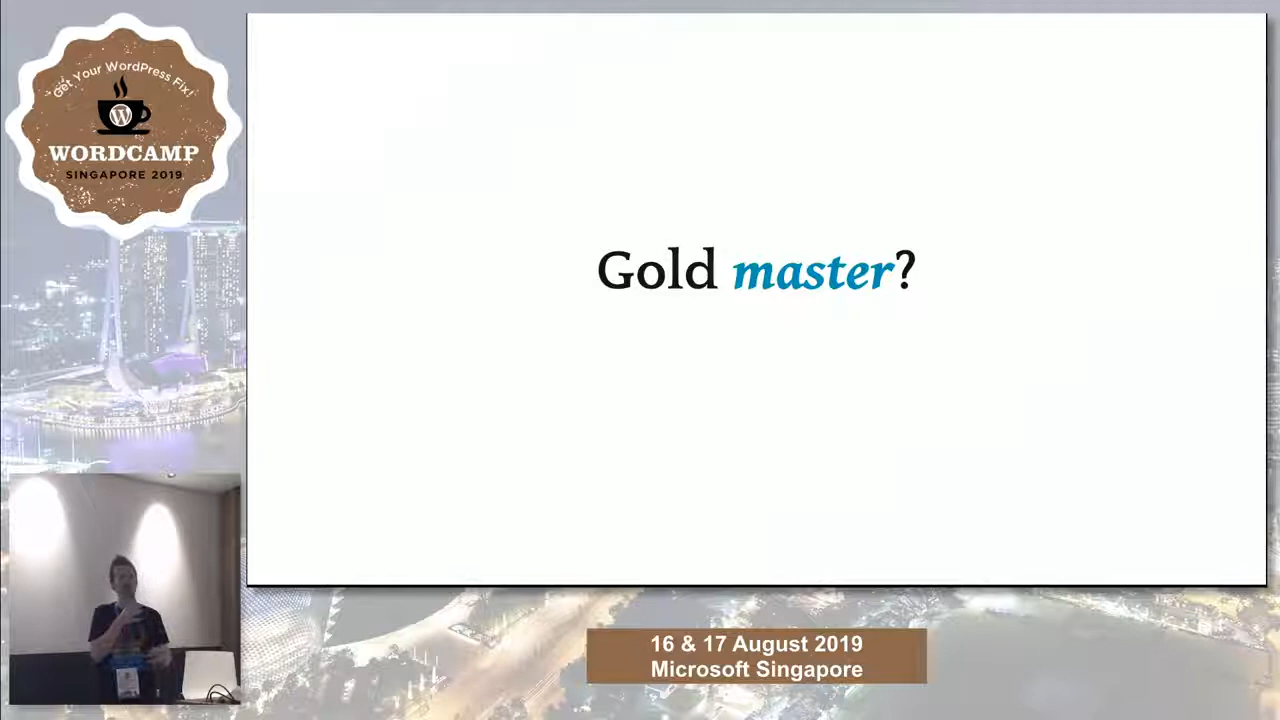 Get Your WordPress Fix!
WORDCAMP
SINGAPORE 2019
Gold master?
16 & 17 August 2019
Microsoft Singapore